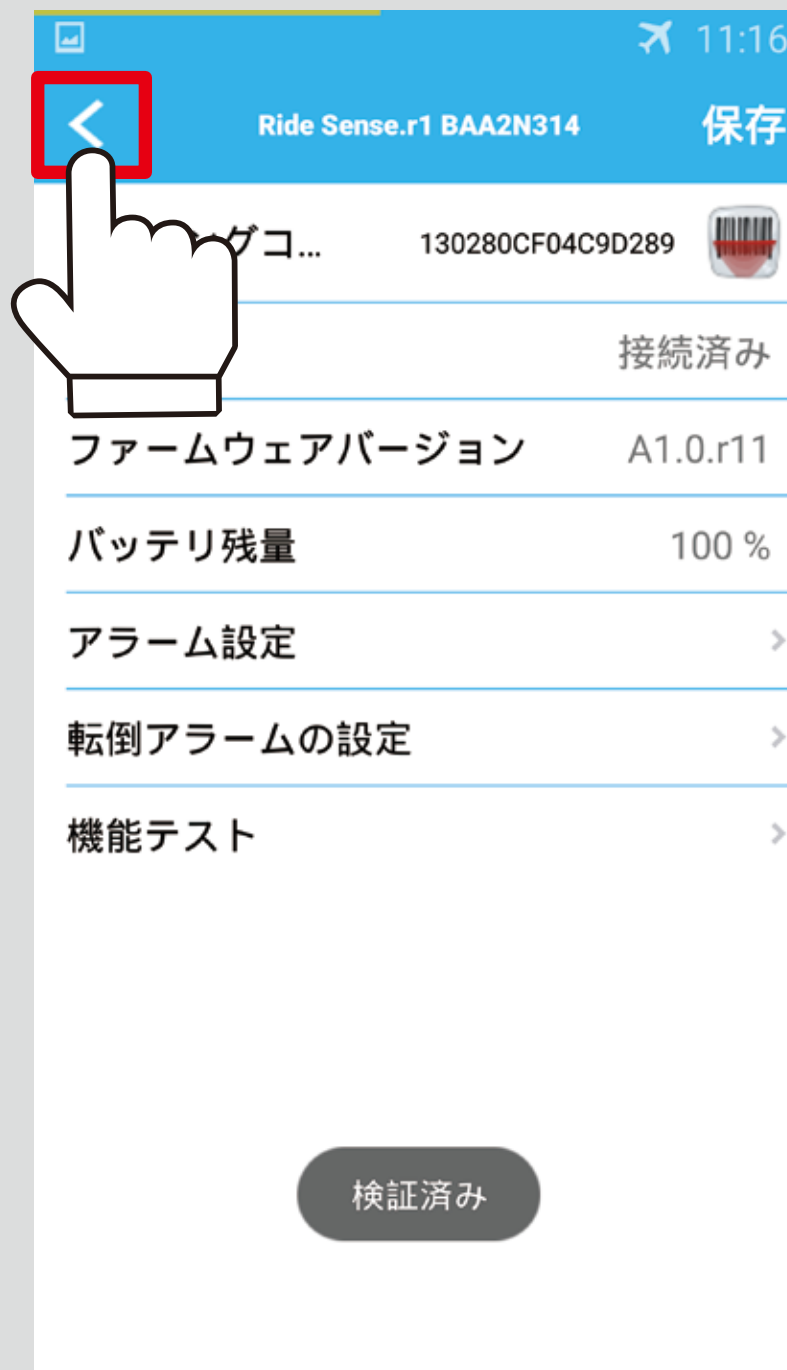 11:16
Ride Sense.r1 BAA2N314 保存
グコ... 130280CF04C9D289
接続済み
ファームウェアバージョン A1.0.r11
バッテリ残量 100 %
アラーム設定
転倒アラームの設定
機能テスト
検証済み